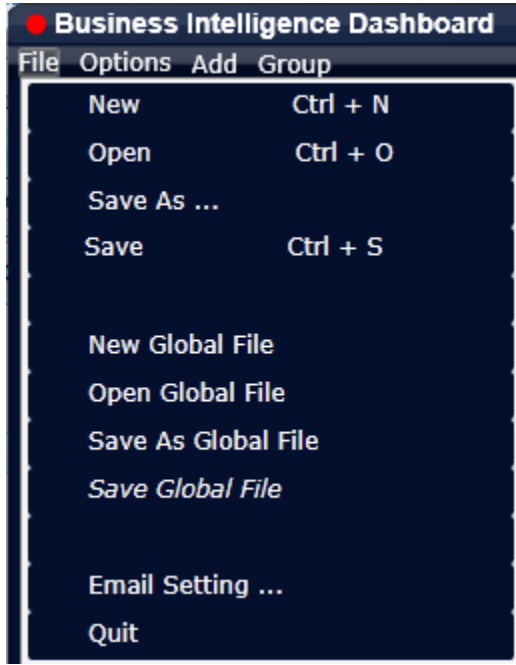 Business Intelligence Dashboard
File Options Add Group
New Ctrl + N
Open Ctrl + O
Save As ...
Save Ctrl + S
New Global File
Open Global File
Save As Global File
Save Global File
Email Setting ...
Quit